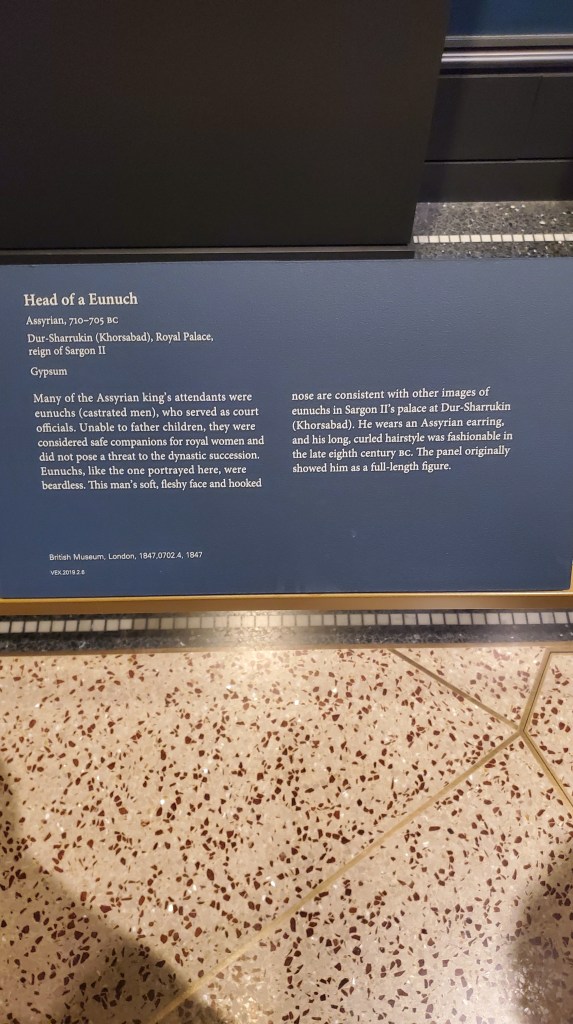 Head of a Eunuch
Assyrian, 710–705 BC
Dur-Sharrukin (Khorsabad), Royal Palace,
reign of Sargon II
Gypsum
Many of the Assyrian king's attendants were
eunuchs (castrated men), who served as court
officials. Unable to father children, they were
considered safe companions for royal women and
did not pose a threat to the dynastic succession.
Eunuchs, like the one portrayed here, were
beardless. This man's soft, fleshy face and hooked
nose are consistent with other images of
eunuchs in Sargon II's palace at Dur-Sharrukin
(Khorsabad). He wears an Assyrian earring,
and his long, curled hairstyle was fashionable in
the late eighth century BC. The panel originally
showed him as a full-length figure.
British Museum, London, 1847,0702.4, 1847
VEX.2019.2.8